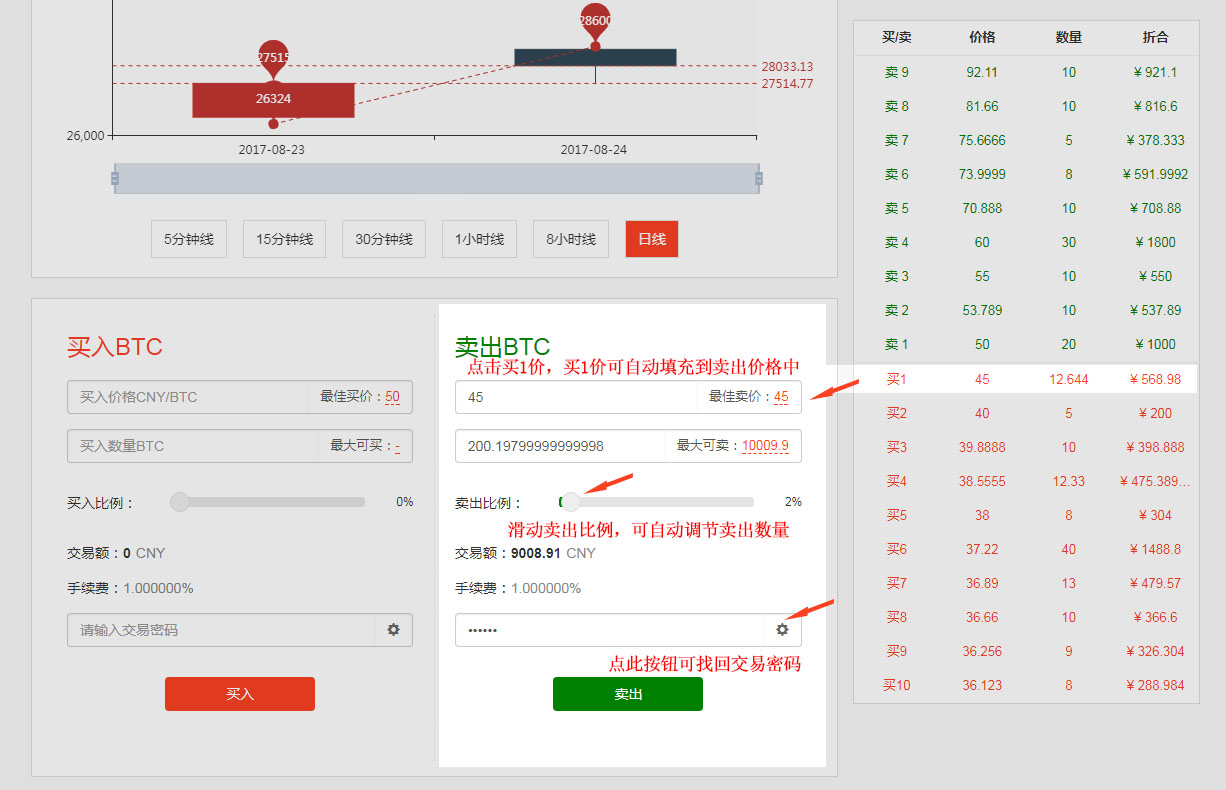 27515
28600
28033.13
27514.77
26324
26,000
2017-08-23
2017-08-24
5分钟线 15分钟线 30分钟线 1小时线 8小时线 日线
买入BTC
买入价格CNY/BTC 最佳买价：50
买入数量BTC 最大可买：-
买入比例： 0%
交易额：0 CNY
手续费：1.000000%
请输入交易密码
买入
卖出BTC
点击买1价，买1价可自动填充到卖出价格中
45 最佳卖价：45
200.19799999999998 最大可卖：10009.9
卖出比例： 2%
滑动卖出比例，可自动调节卖出数量
交易额：9008.91 CNY
手续费：1.000000%
••••••
点此按钮可找回交易密码
卖出
买/卖 价格 数量 折合
卖 9 92.11 10 ¥ 921.1
卖 8 81.66 10 ¥ 816.6
卖 7 75.6666 5 ¥ 378.333
卖 6 73.9999 8 ¥ 591.9992
卖 5 70.888 10 ¥ 708.88
卖 4 60 30 ¥ 1800
卖 3 55 10 ¥ 550
卖 2 53.789 10 ¥ 537.89
卖 1 50 20 ¥ 1000
买1 45 12.644 ¥ 568.98
买2 40 5 ¥ 200
买3 39.8888 10 ¥ 398.888
买4 38.5555 12.33 ¥ 475.389...
买5 38 8 ¥ 304
买6 37.22 40 ¥ 1488.8
买7 36.89 13 ¥ 479.57
买8 36.66 10 ¥ 366.6
买9 36.256 9 ¥ 326.304
买10 36.123 8 ¥ 288.984